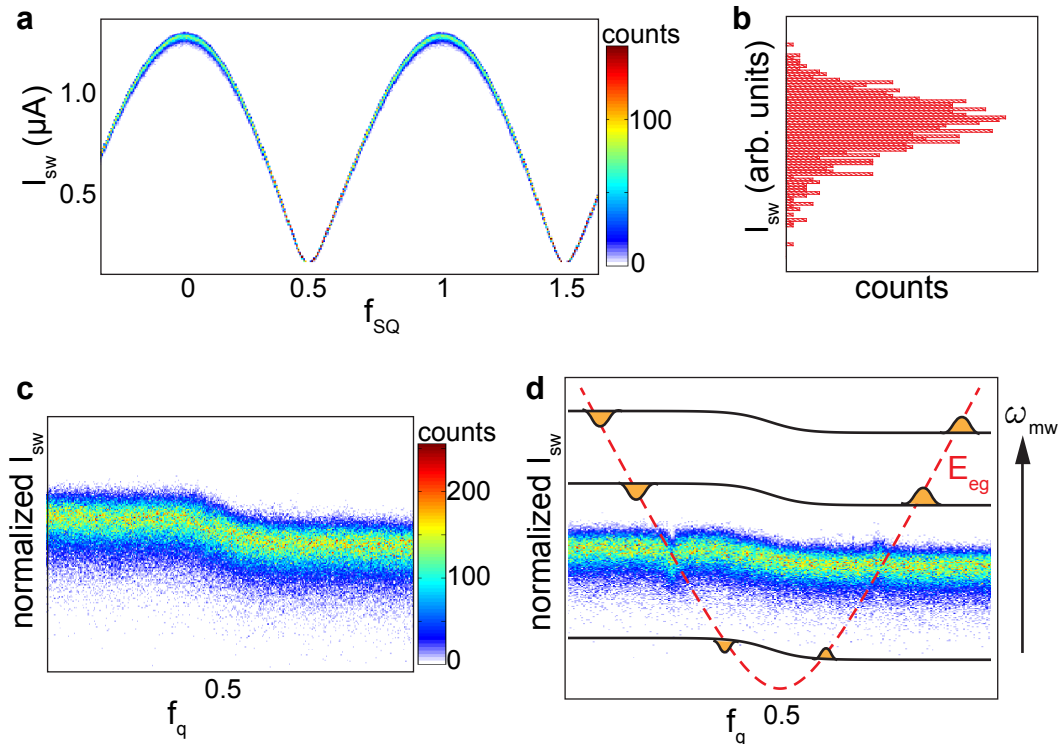 a
counts
I_sw (μA)
1.0
0.5
100
0
0
0.5
1
1.5
f_SQ
b
I_sw (arb. units)
counts
c
counts
normalized I_sw
200
100
0
0.5
f_q
d
normalized I_sw
ω_mw
E_eg
0.5
f_q